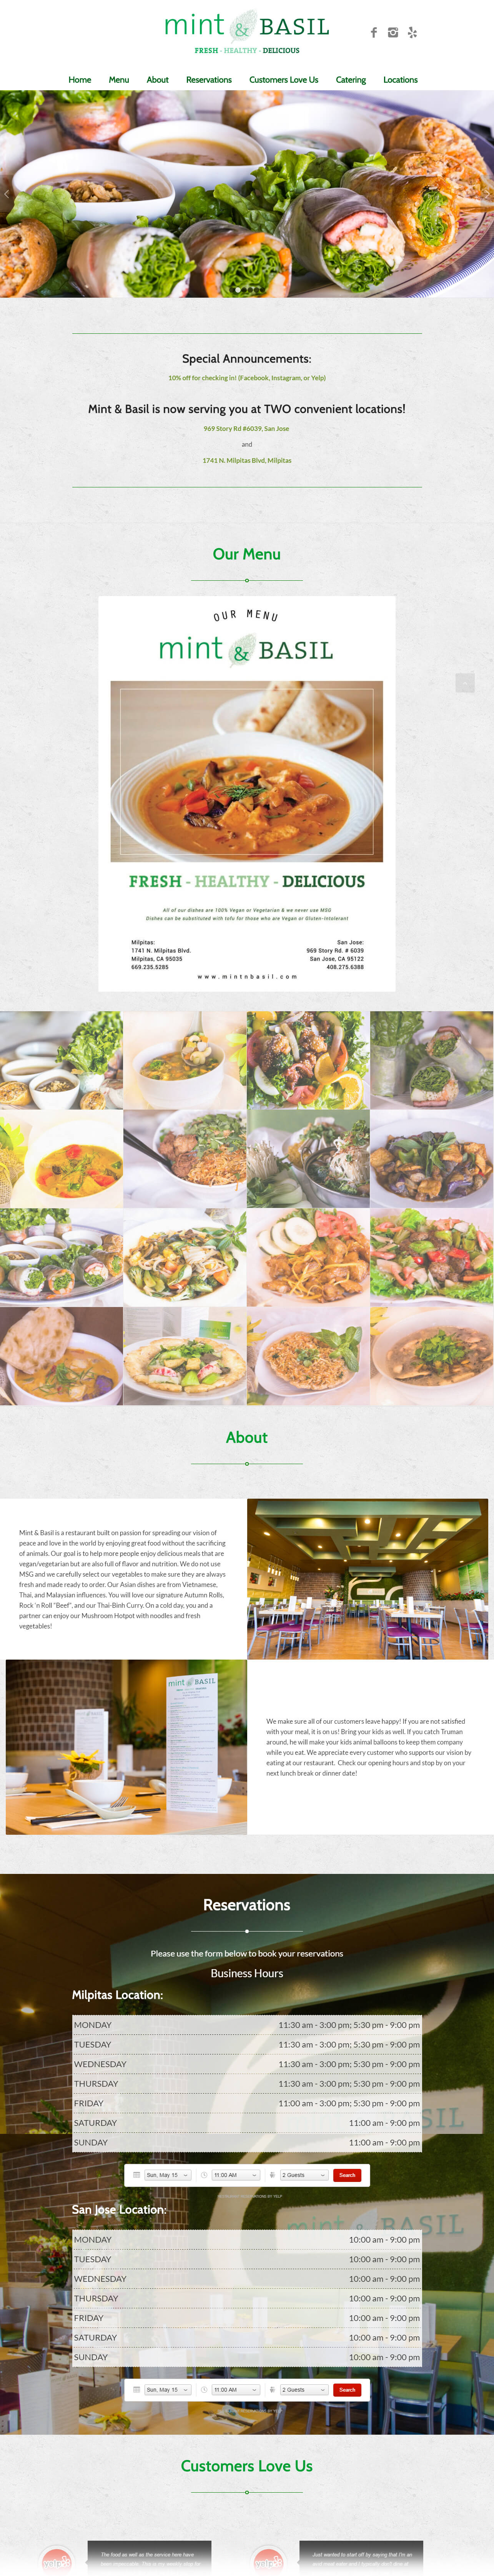 mint & BASIL
FRESH - HEALTHY - DELICIOUS
Home Menu About Reservations Customers Love Us Catering Locations
Special Announcements:
10% off for checking in! (Facebook, Instagram, or Yelp)
Mint & Basil is now serving you at TWO convenient locations!
969 Story Rd #6039, San Jose
and
1741 N. Milpitas Blvd, Milpitas
Our Menu
OUR MENU
mint & BASIL
FRESH - HEALTHY - DELICIOUS
All of our dishes are 100% Vegan or Vegetarian & we never use MSG
Dishes can be substituted with tofu for those who are Vegan or Gluten-Intolerant
Milpitas:
1741 N. Milpitas Blvd.
Milpitas, CA 95035
669.235.5285
San Jose:
969 Story Rd. # 6039
San Jose, CA 95122
408.275.6388
www.mintnbasil.com
About
Mint & Basil is a restaurant built on passion for spreading our vision of
peace and love in the world by enjoying great food without the sacrificing
of animals. Our goal is to help more people enjoy delicious meals that are
vegan/vegetarian but are also full of flavor and nutrition. We do not use
MSG and we carefully select our vegetables to make sure they are always
fresh and made ready to order. Our Asian dishes are from Vietnamese,
Thai, and Malaysian influences. You will love our signature Autumn Rolls,
Rock 'n Roll "Beef", and our Thai-Binh Curry. On a cold day, you and a
partner can enjoy our Mushroom Hotpot with noodles and fresh
vegetables!
mint & BASIL
We make sure all of our customers leave happy! If you are not satisfied
with your meal, it is on us! Bring your kids as well. If you catch Truman
around, he will make your kids animal balloons to keep them company
while you eat. We appreciate every customer who supports our vision by
eating at our restaurant. Check our opening hours and stop by on your
next lunch break or dinner date!
Reservations
Please use the form below to book your reservations
Business Hours
Milpitas Location:
MONDAY 11:30 am - 3:00 pm; 5:30 pm - 9:00 pm
TUESDAY 11:30 am - 3:00 pm; 5:30 pm - 9:00 pm
WEDNESDAY 11:30 am - 3:00 pm; 5:30 pm - 9:00 pm
THURSDAY 11:30 am - 3:00 pm; 5:30 pm - 9:00 pm
FRIDAY 11:00 am - 3:00 pm; 5:30 pm - 9:00 pm
SATURDAY 11:00 am - 9:00 pm
SUNDAY 11:00 am - 9:00 pm
Sun. May 15 11:00 AM 2 Guests Search
San Jose Location:
MONDAY 10:00 am - 9:00 pm
TUESDAY 10:00 am - 9:00 pm
WEDNESDAY 10:00 am - 9:00 pm
THURSDAY 10:00 am - 9:00 pm
FRIDAY 10:00 am - 9:00 pm
SATURDAY 10:00 am - 9:00 pm
SUNDAY 10:00 am - 9:00 pm
Sun. May 15 11:00 AM 2 Guests Search
Customers Love Us
The food as well as the service here have
Just wanted to start off by saying that I'm an